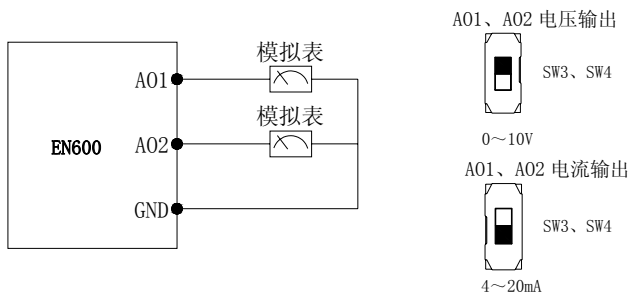 AO1、AO2 电压输出
模拟表
AO1
SW3、SW4
模拟表
0～10V
EN600
AO2
AO1、AO2 电流输出
GND
SW3、SW4
4～20mA